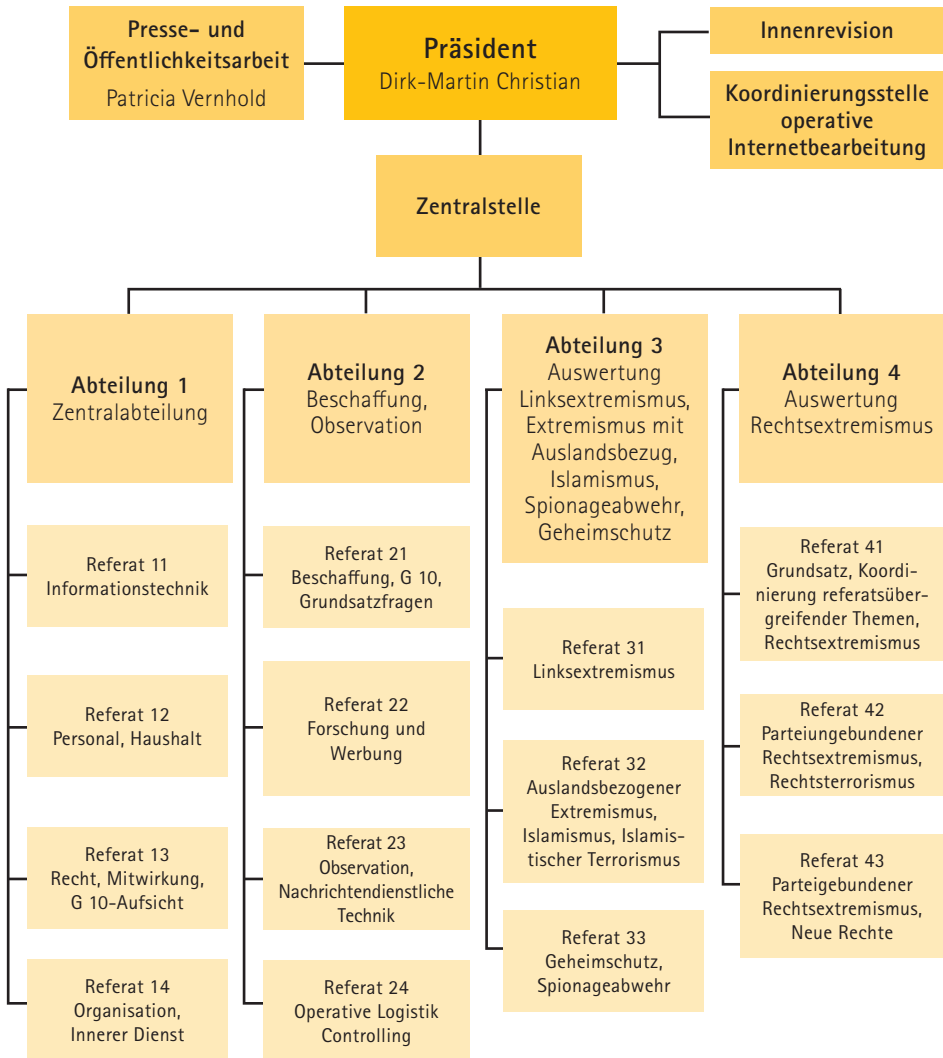 Presse- und
Öffentlichkeitsarbeit
Patricia Vernhold
Präsident
Dirk-Martin Christian
Innenrevision
Koordinierungsstelle
operative
Internetbearbeitung
Zentralstelle
Abteilung 1
Zentralabteilung
Referat 11
Informationstechnik
Referat 12
Personal, Haushalt
Referat 13
Recht, Mitwirkung,
G 10-Aufsicht
Referat 14
Organisation,
Innerer Dienst
Abteilung 2
Beschaffung,
Observation
Referat 21
Beschaffung, G 10,
Grundsatzfragen
Referat 22
Forschung und
Werbung
Referat 23
Observation,
Nachrichtendienstliche
Technik
Referat 24
Operative Logistik
Controlling
Abteilung 3
Auswertung
Linksextremismus,
Extremismus mit
Auslandsbezug,
Islamismus,
Spionageabwehr,
Geheimschutz
Referat 31
Linksextremismus
Referat 32
Auslandsbezogener
Extremismus,
Islamismus, Islamis-
tischer Terrorismus
Referat 33
Geheimschutz,
Spionageabwehr
Abteilung 4
Auswertung
Rechtsextremismus
Referat 41
Grundsatz, Koordi-
nierung referatsüber-
greifender Themen,
Rechtsextremismus
Referat 42
Parteiungebundener
Rechtsextremismus,
Rechtsterrorismus
Referat 43
Parteigebundener
Rechtsextremismus,
Neue Rechte